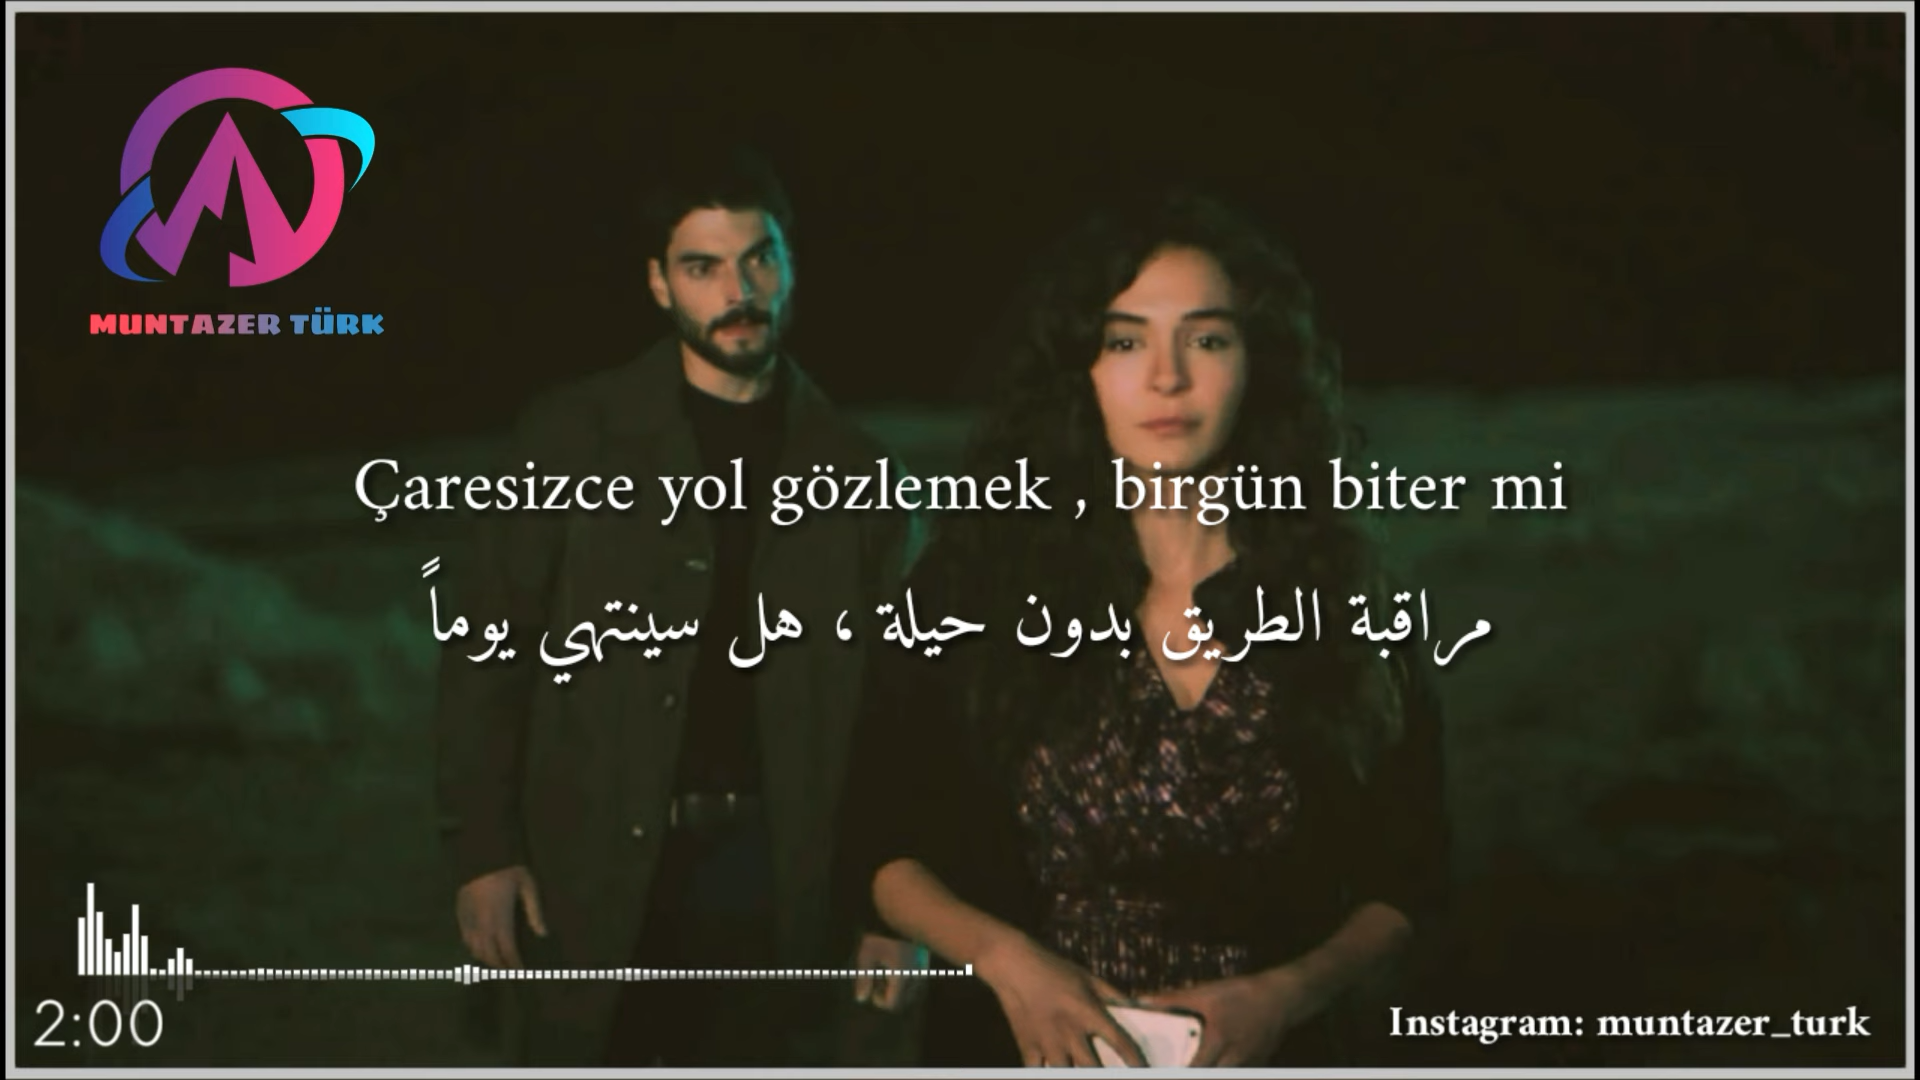 MUNTAZER TÜRK
Çaresizce yol gözlemek , birgün biter mi
مراقبة الطريق بدون حيلة ، هل سينتهي يوماً
2:00
Instagram: muntazer_turk